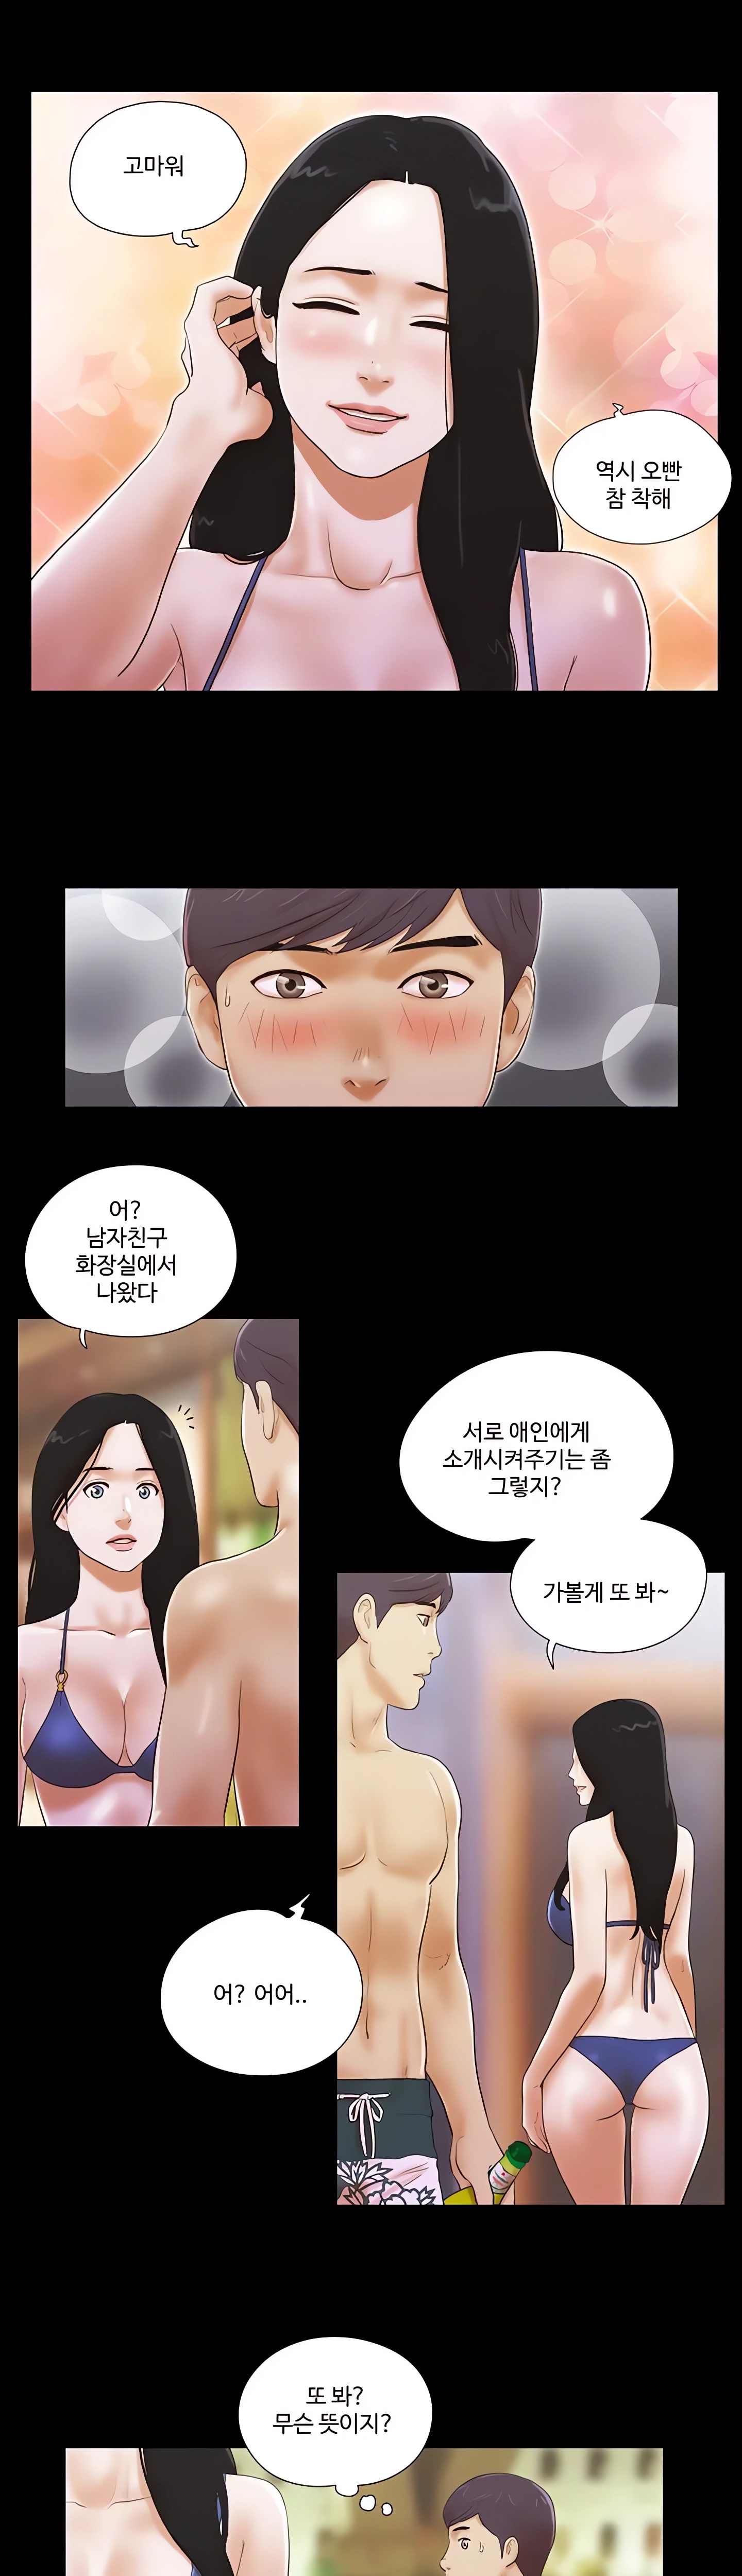 고마워
역시 오빤
참 착해
어?
남자친구
화장실에서
나왔다
서로 애인에게
소개시켜주기는 좀
그렇지?
가볼게 또 봐~
어? 어어..
또 봐?
무슨 뜻이지?